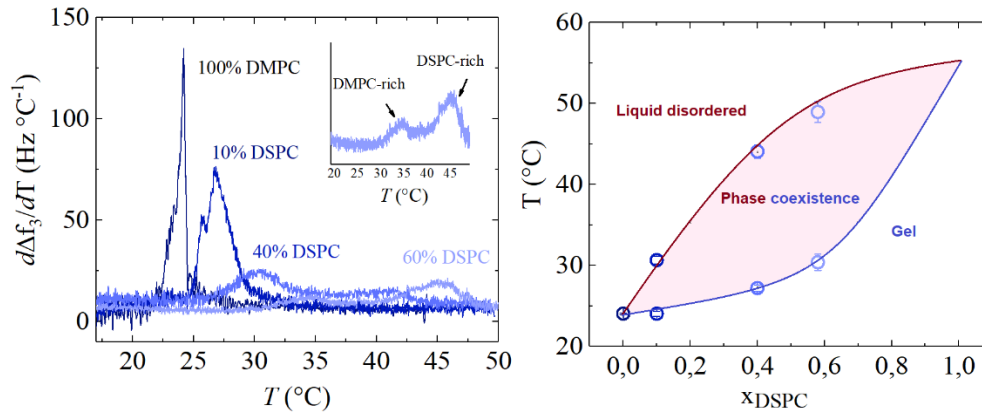 150
100
50
0
dΔf₃/dT (Hz °C⁻¹)
100% DMPC
10% DSPC
40% DSPC
60% DSPC
DSPC-rich
DMPC-rich
20 25 30 35 40 45
T (°C)
20 25 30 35 40 45 50
T (°C)
60
50
40
30
20
T (°C)
Liquid disordered
Phase coexistence
Gel
0,0 0,2 0,4 0,6 0,8 1,0
xDSPC